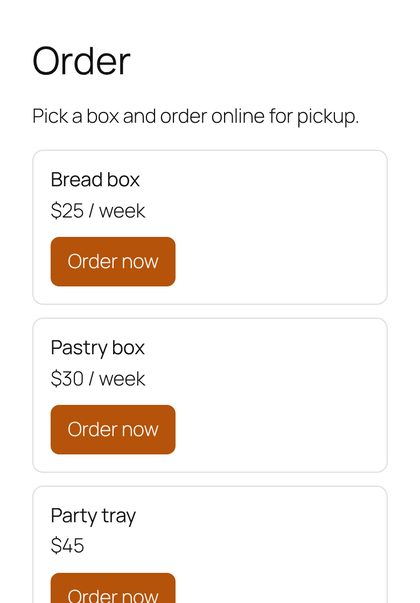 Order
Pick a box and order online for pickup.
Bread box
$25 / week
Order now
Pastry box
$30 / week
Order now
Party tray
$45
Order now